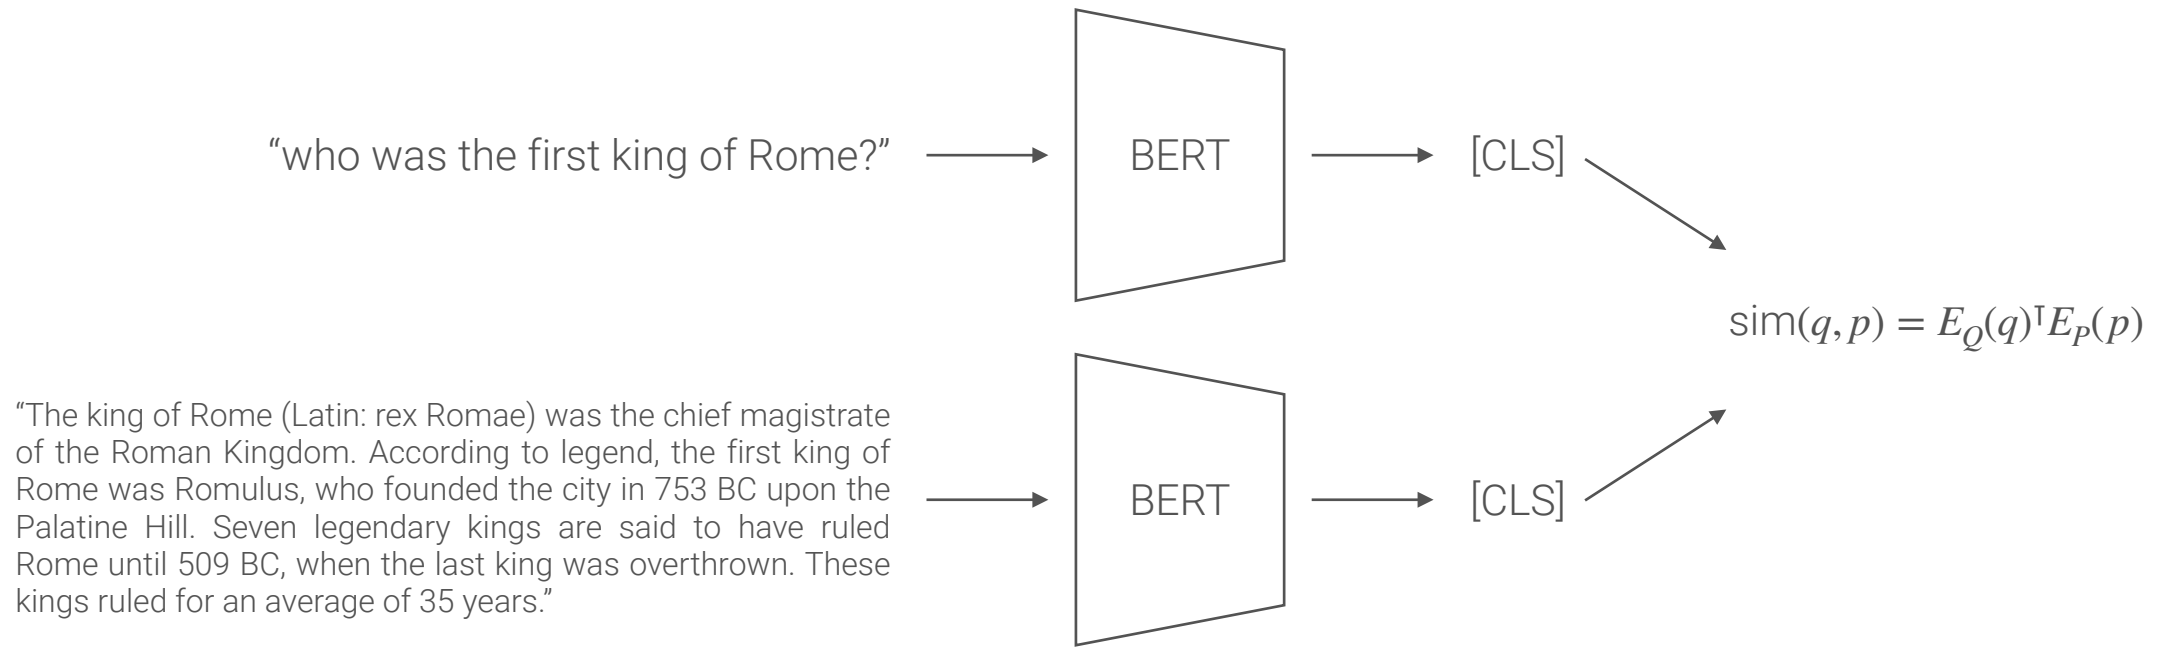 “who was the first king of Rome?”
BERT
[CLS]
sim(q, p) = E_Q(q)ᵀE_P(p)
“The king of Rome (Latin: rex Romae) was the chief magistrate
of the Roman Kingdom. According to legend, the first king of
Rome was Romulus, who founded the city in 753 BC upon the
Palatine Hill. Seven legendary kings are said to have ruled
Rome until 509 BC, when the last king was overthrown. These
kings ruled for an average of 35 years.”
BERT
[CLS]